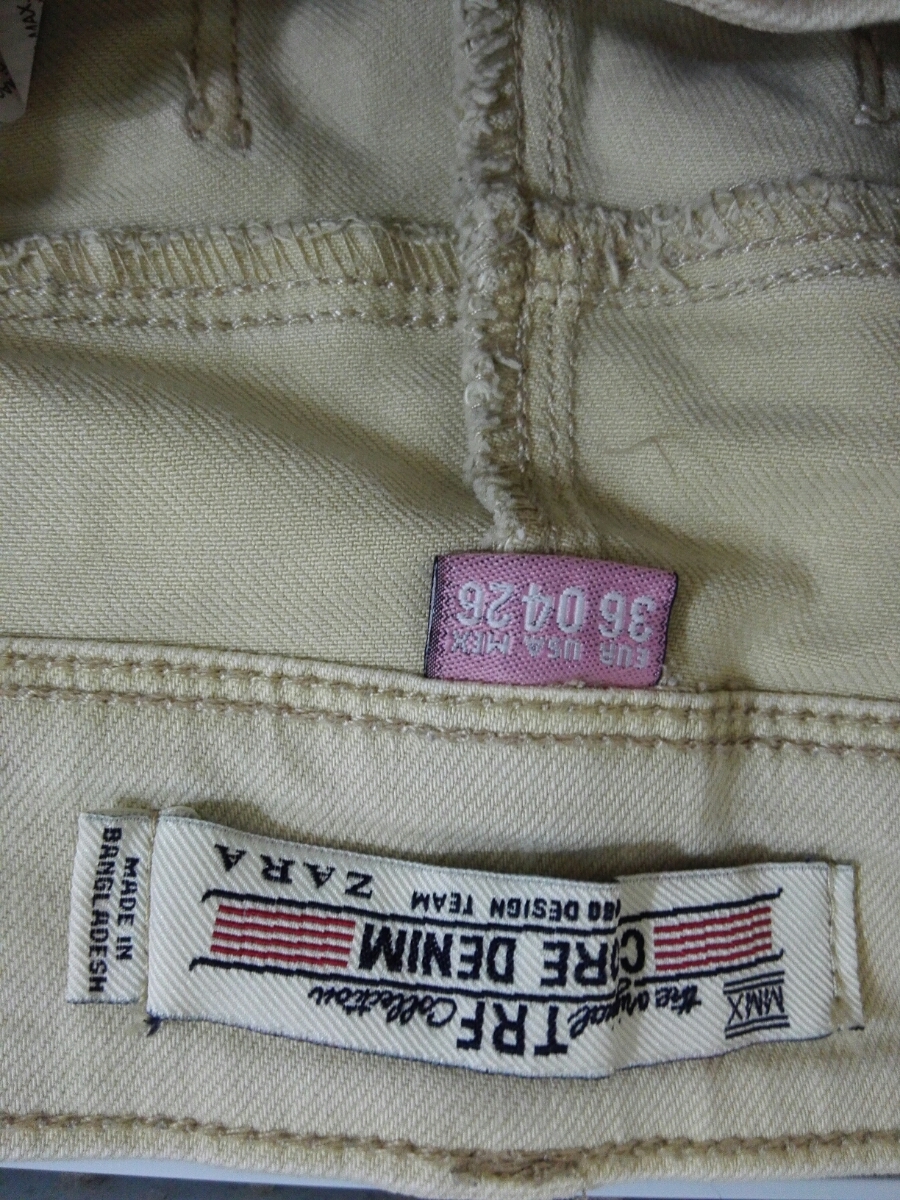 MMX
the original TRF Collection
CORE DENIM
DESIGN TEAM
ZARA
MADE IN
BANGLADESH
EUR USA MEX
36 04 26